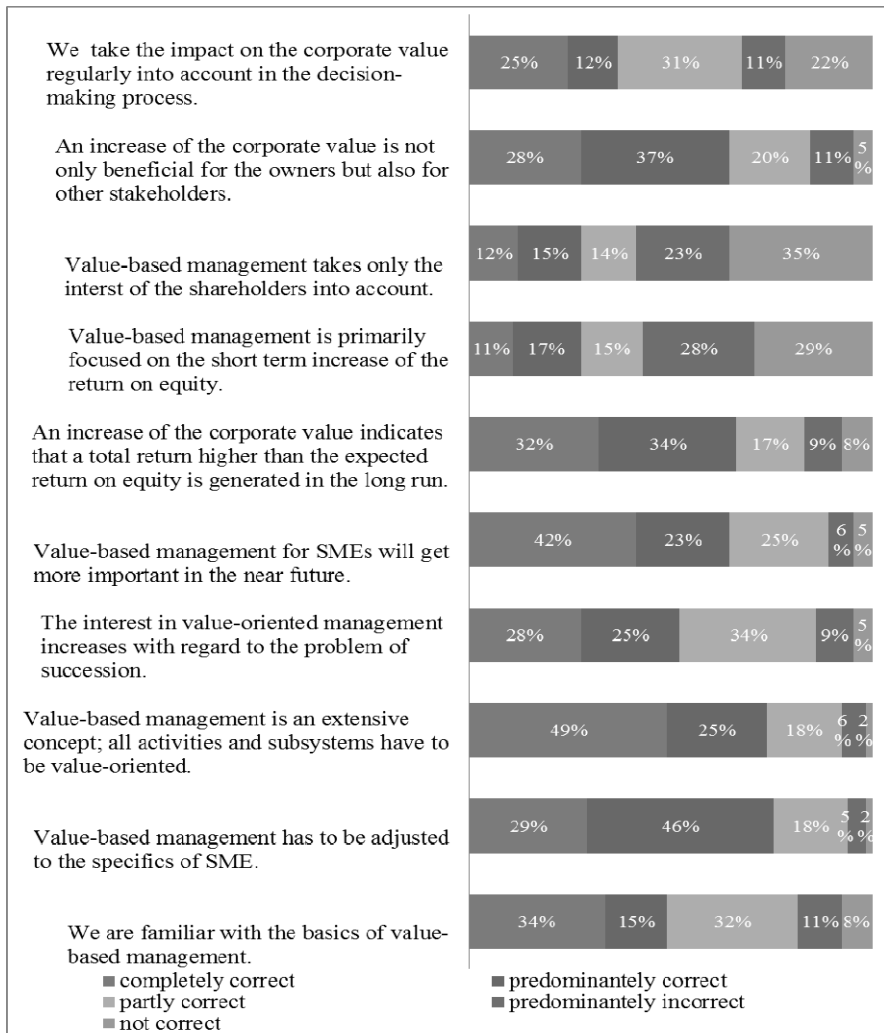 We take the impact on the corporate value
regularly into account in the decision-
making process.
25% 12% 31% 11% 22%
An increase of the corporate value is not
only beneficial for the owners but also for
other stakeholders.
28% 37% 20% 11% 5%
Value-based management takes only the
interst of the shareholders into account.
12% 15% 14% 23% 35%
Value-based management is primarily
focused on the short term increase of the
return on equity.
11% 17% 15% 28% 29%
An increase of the corporate value indicates
that a total return higher than the expected
return on equity is generated in the long run.
32% 34% 17% 9% 8%
Value-based management for SMEs will get
more important in the near future.
42% 23% 25% 6% 5%
The interest in value-oriented management
increases with regard to the problem of
succession.
28% 25% 34% 9% 5%
Value-based management is an extensive
concept; all activities and subsystems have to
be value-oriented.
49% 25% 18% 6% 2%
Value-based management has to be adjusted
to the specifics of SME.
29% 46% 18% 5% 2%
We are familiar with the basics of value-
based management.
34% 15% 32% 11% 8%
completely correct predominantely correct
partly correct predominantely incorrect
not correct